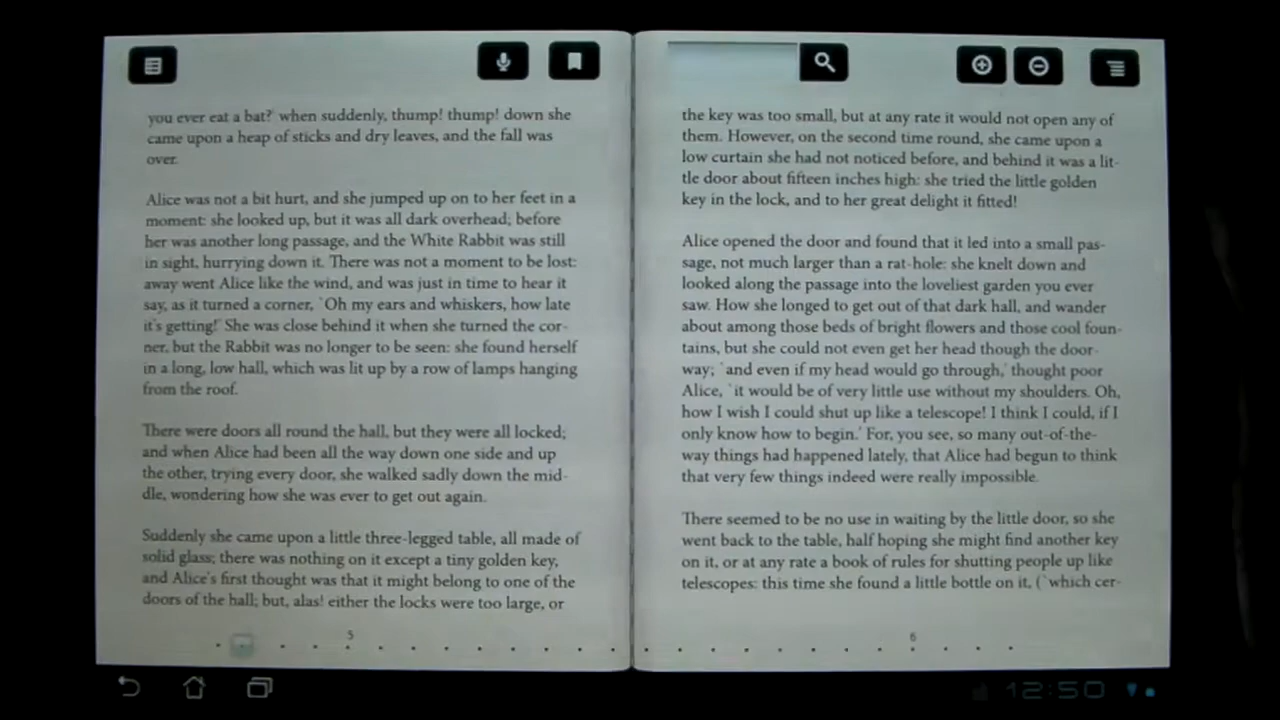 you ever eat a bat?' when suddenly, thump! thump! down she
came upon a heap of sticks and dry leaves, and the fall was
over.
Alice was not a bit hurt, and she jumped up on to her feet in a
moment: she looked up, but it was all dark overhead; before
her was another long passage, and the White Rabbit was still
in sight, hurrying down it. There was not a moment to be lost:
away went Alice like the wind, and was just in time to hear it
say, as it turned a corner, `Oh my ears and whiskers, how late
it's getting!' She was close behind it when she turned the cor-
ner, but the Rabbit was no longer to be seen: she found herself
in a long, low hall, which was lit up by a row of lamps hanging
from the roof.
There were doors all round the hall, but they were all locked;
and when Alice had been all the way down one side and up
the other, trying every door, she walked sadly down the mid-
dle, wondering how she was ever to get out again.
Suddenly she came upon a little three-legged table, all made of
solid glass; there was nothing on it except a tiny golden key,
and Alice's first thought was that it might belong to one of the
doors of the hall; but, alas! either the locks were too large, or
5
the key was too small, but at any rate it would not open any of
them. However, on the second time round, she came upon a
low curtain she had not noticed before, and behind it was a lit-
tle door about fifteen inches high: she tried the little golden
key in the lock, and to her great delight it fitted!
Alice opened the door and found that it led into a small pas-
sage, not much larger than a rat-hole: she knelt down and
looked along the passage into the loveliest garden you ever
saw. How she longed to get out of that dark hall, and wander
about among those beds of bright flowers and those cool foun-
tains, but she could not even get her head though the door-
way; `and even if my head would go through,' thought poor
Alice, `it would be of very little use without my shoulders. Oh,
how I wish I could shut up like a telescope! I think I could, if I
only know how to begin.' For, you see, so many out-of-the-
way things had happened lately, that Alice had begun to think
that very few things indeed were really impossible.
There seemed to be no use in waiting by the little door, so she
went back to the table, half hoping she might find another key
on it, or at any rate a book of rules for shutting people up like
telescopes: this time she found a little bottle on it, (`which cer-
6
12:50